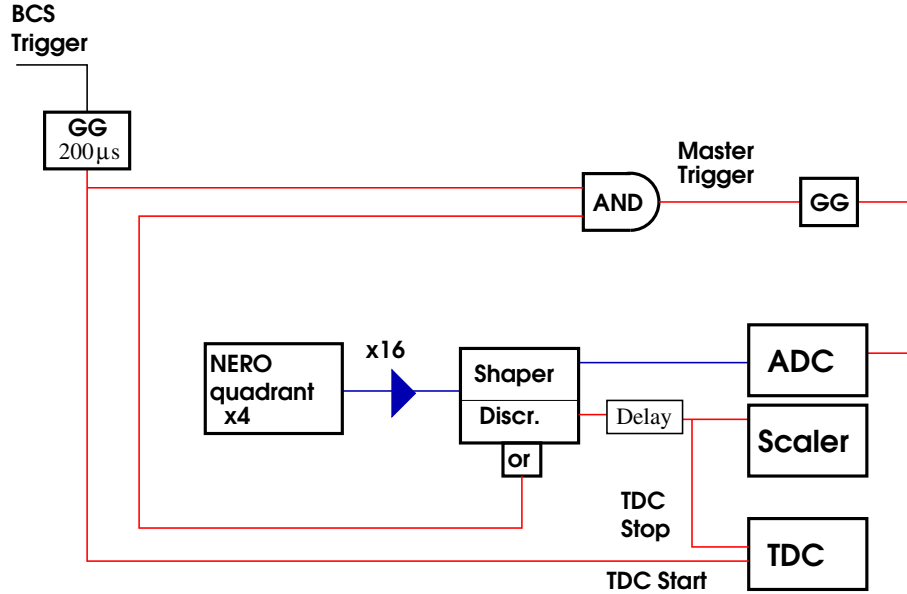 BCS
Trigger
GG
200μs
Master
Trigger
AND
GG
x16
NERO
quadrant
x4
Shaper
Discr.
or
Delay
ADC
Scaler
TDC
Stop
TDC
TDC Start